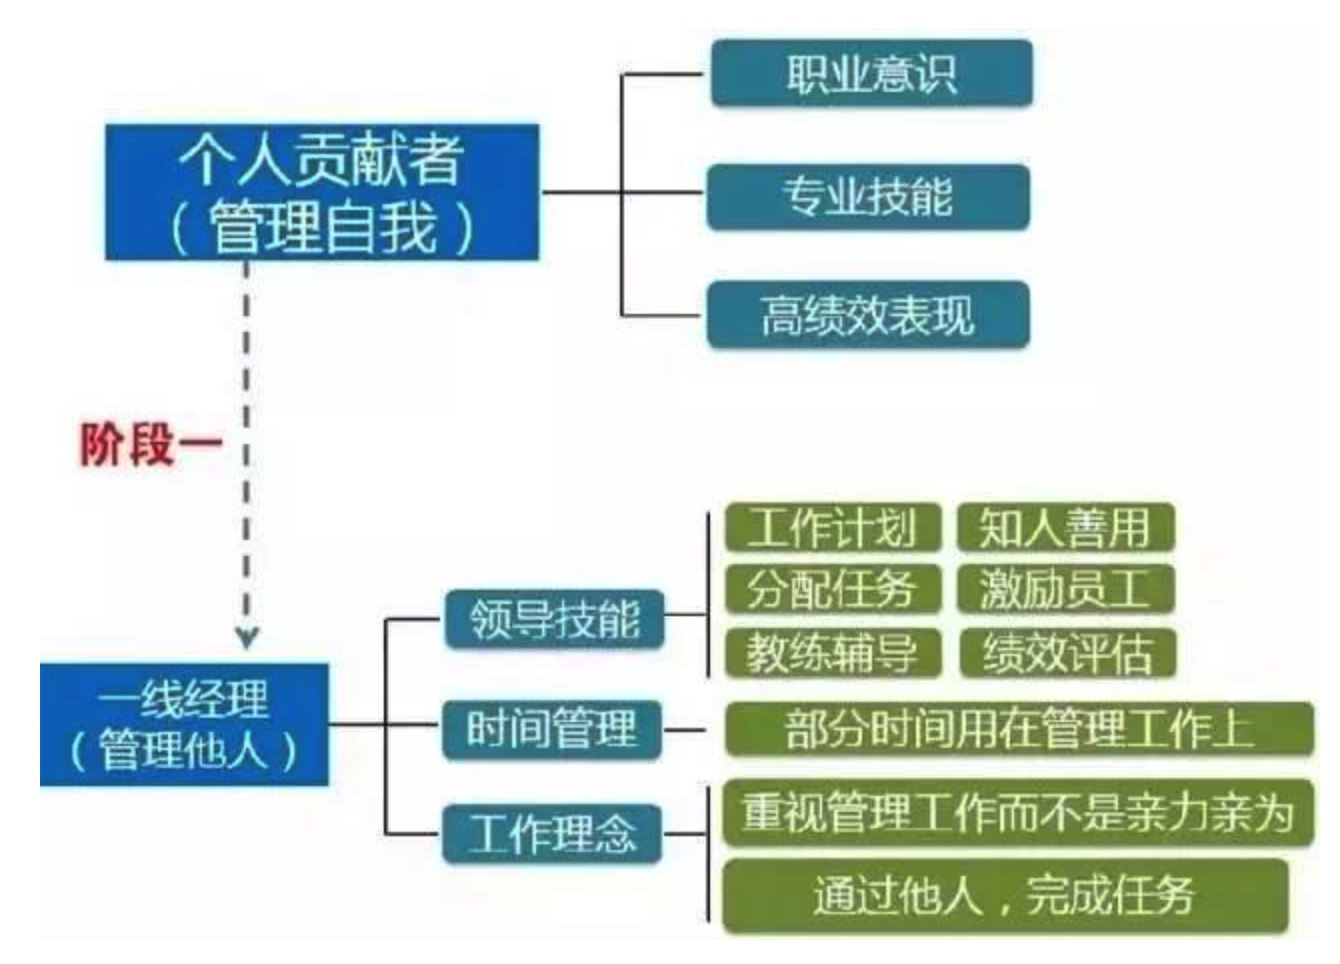 职业意识
个人贡献者
（管理自我）
专业技能
高绩效表现
阶段一
工作计划
知人善用
领导技能
分配任务
激励员工
教练辅导
绩效评估
一线经理
（管理他人）
时间管理
部分时间用在管理工作上
工作理念
重视管理工作而不是亲力亲为
通过他人，完成任务